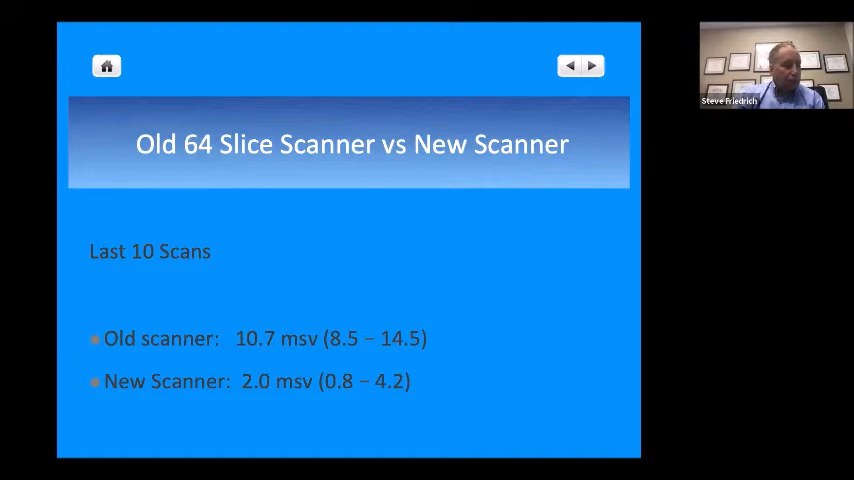 Old 64 Slice Scanner vs New Scanner
Steve Friedrich
Last 10 Scans
Old scanner: 10.7 msv (8.5 – 14.5)
New Scanner: 2.0 msv (0.8 – 4.2)